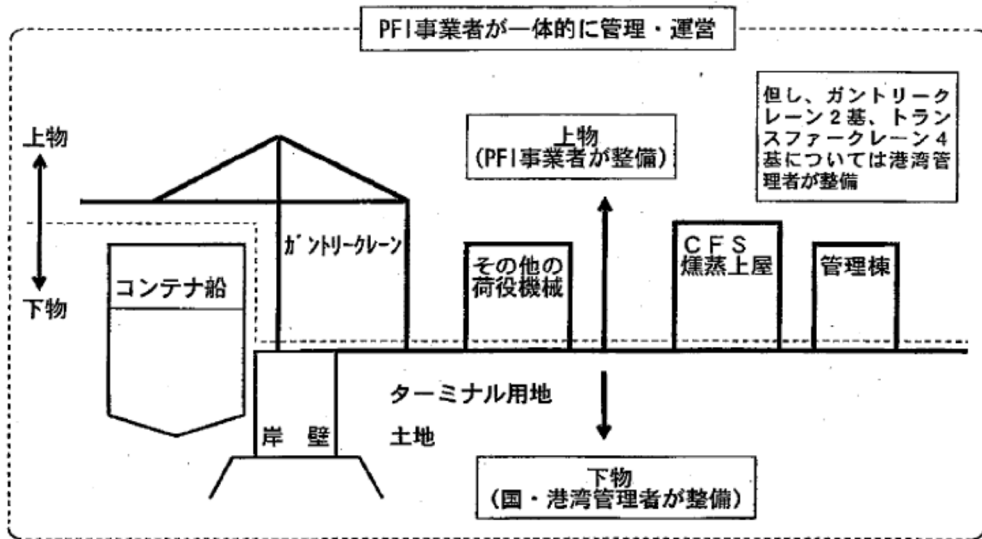 PFI事業者が一体的に管理・運営
但し、ガントリーク
レーン2基、トラン
スファークレーン4
基については港湾管
理者が整備
上物
(PFI事業者が整備)
上物
下物
ガントリークレーン
コンテナ船
その他の
荷役機械
CFS
燻蒸上屋
管理棟
ターミナル用地
岸 壁
土地
下物
(国・港湾管理者が整備)